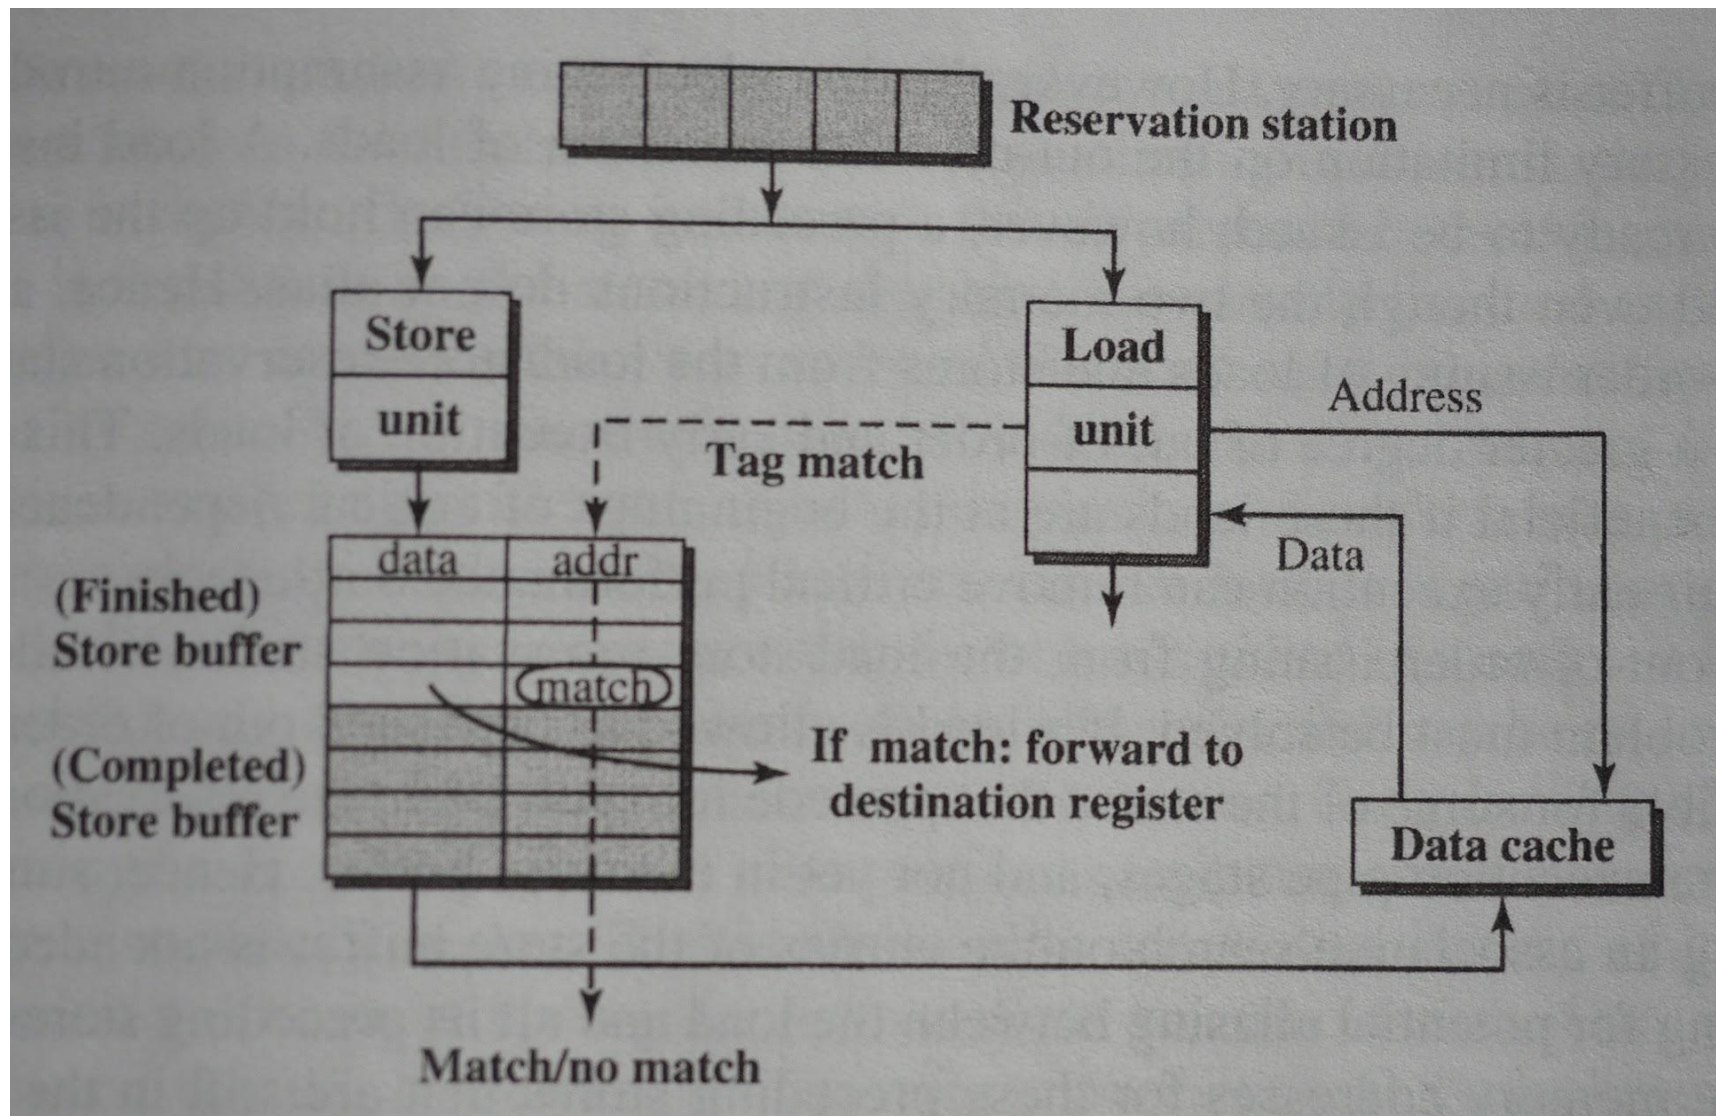 Reservation station
Store
unit
Load
unit
Address
Tag match
Data
data addr
(Finished)
Store buffer
match
(Completed)
Store buffer
If match: forward to
destination register
Data cache
Match/no match